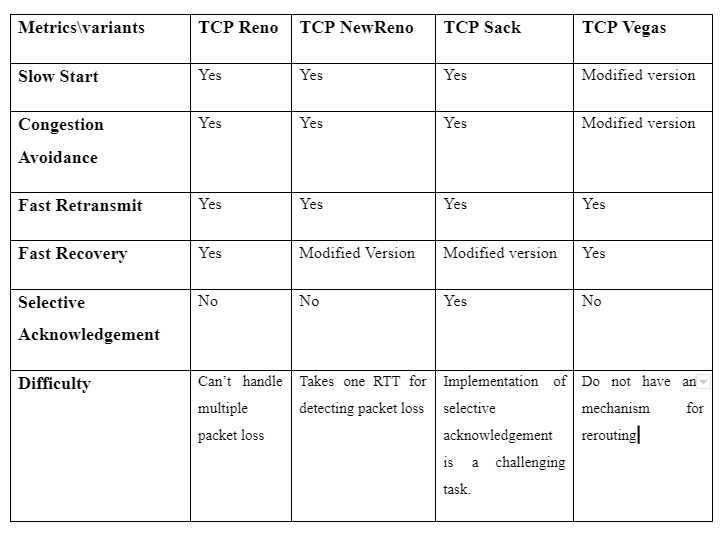 Metrics\variants TCP Reno TCP NewReno TCP Sack TCP Vegas
Slow Start Yes Yes Yes Modified version
Congestion Avoidance Yes Yes Yes Modified version
Fast Retransmit Yes Yes Yes Yes
Fast Recovery Yes Modified Version Modified version Yes
Selective Acknowledgement No No Yes No
Difficulty
Can’t handle
multiple
packet loss
Takes one RTT for
detecting packet loss
Implementation of
selective
acknowledgement
is a challenging
task.
Do not have an
mechanism for
rerouting